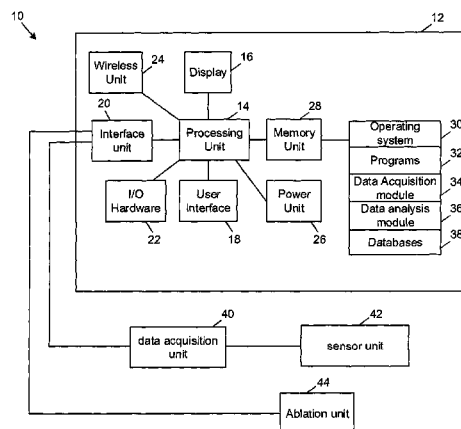 10
12
Wireless Unit
24
Display
16
20
14
28
Interface unit
Processing Unit
Memory Unit
Operating system
30
Programs
32
Data Acquisition module
34
Data analysis module
36
Databases
38
I/O Hardware
22
User Interface
18
Power Unit
26
40
42
data acquisition unit
sensor unit
44
Ablation unit